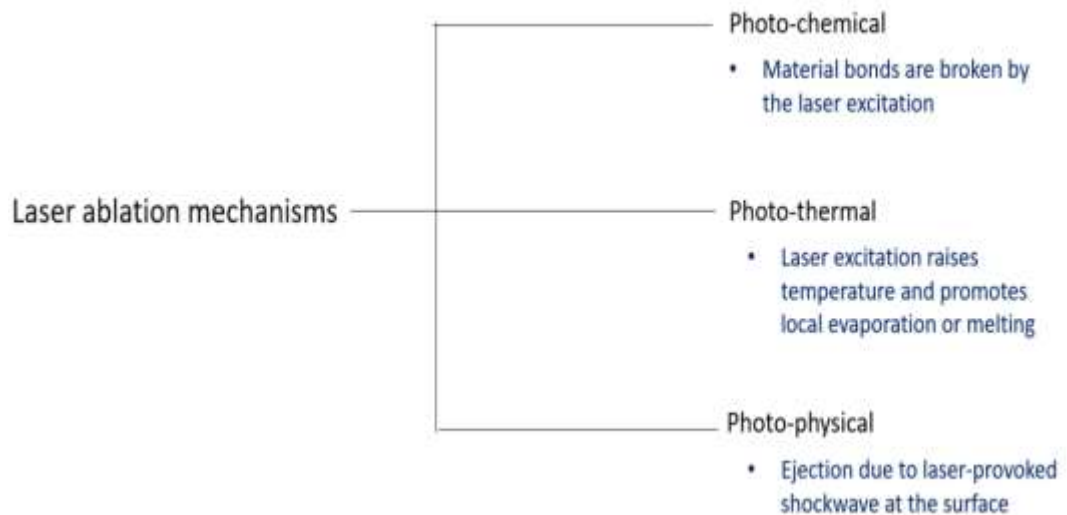 Photo-chemical
• Material bonds are broken by
the laser excitation
Laser ablation mechanisms
Photo-thermal
• Laser excitation raises
temperature and promotes
local evaporation or melting
Photo-physical
• Ejection due to laser-provoked
shockwave at the surface